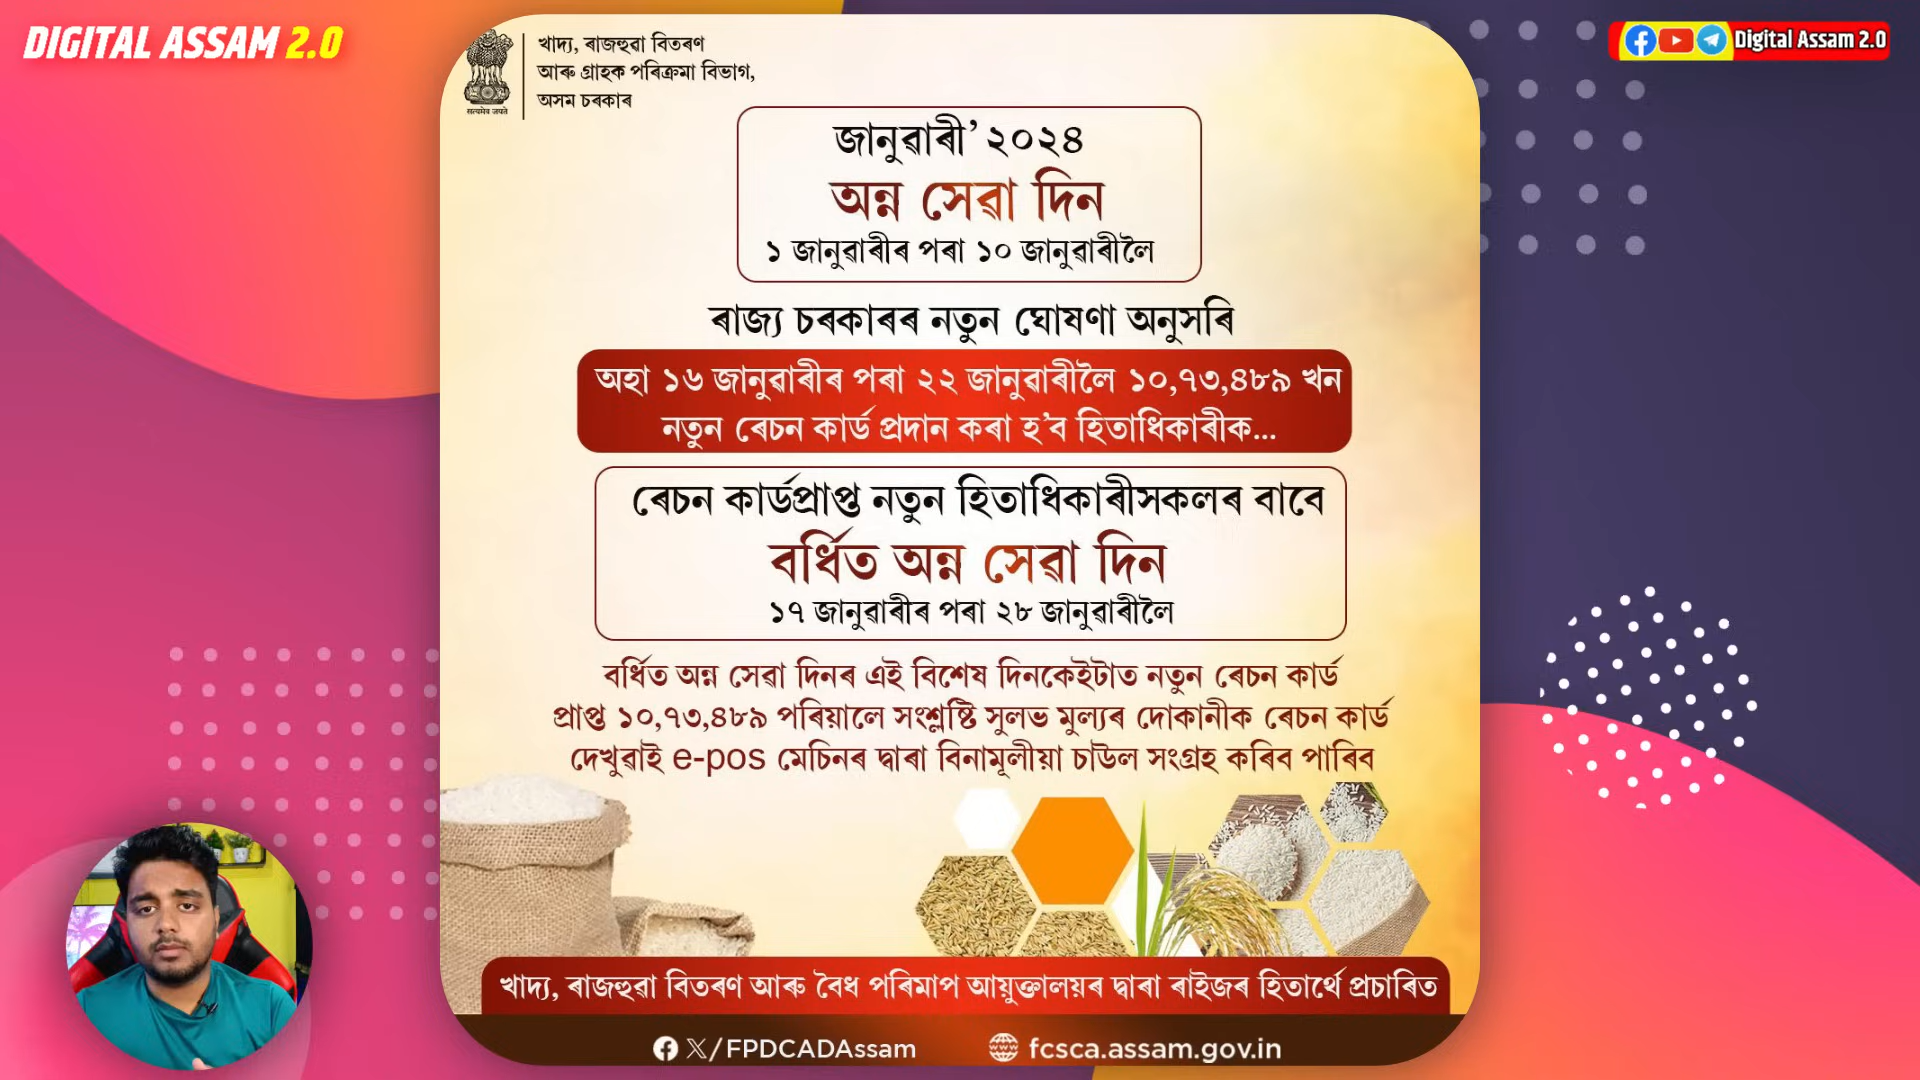 DIGITAL ASSAM 2.0
Digital Assam 2.0
খাদ্য, ৰাজহুৱা বিতৰণ
আৰু গ্ৰাহক পৰিক্ৰমা বিভাগ,
অসম চৰকাৰ
सत्यमेव जयते
জানুৱাৰী’২০২৪
অন্ন সেৱা দিন
১ জানুৱাৰীৰ পৰা ১০ জানুৱাৰীলৈ
ৰাজ্য চৰকাৰৰ নতুন ঘোষণা অনুসৰি
অহা ১৬ জানুৱাৰীৰ পৰা ২২ জানুৱাৰীলৈ ১০,৭৩,৪৮৯ খন
নতুন ৰেচন কাৰ্ড প্ৰদান কৰা হ'ব হিতাধিকাৰীক...
ৰেচন কাৰ্ডপ্ৰাপ্ত নতুন হিতাধিকাৰীসকলৰ বাবে
বৰ্ধিত অন্ন সেৱা দিন
১৭ জানুৱাৰীৰ পৰা ২৮ জানুৱাৰীলৈ
বৰ্ধিত অন্ন সেৱা দিনৰ এই বিশেষ দিনকেইটাত নতুন ৰেচন কাৰ্ড
প্ৰাপ্ত ১০,৭৩,৪৮৯ পৰিয়ালে সংশ্লিষ্ট সুলভ মুল্যৰ দোকানীক ৰেচন কাৰ্ড
দেখুৱাই e-pos মেচিনৰ দ্বাৰা বিনামূলীয়া চাউল সংগ্ৰহ কৰিব পাৰিব
খাদ্য, ৰাজহুৱা বিতৰণ আৰু বৈধ পৰিমাপ আয়ুক্তালয়ৰ দ্বাৰা ৰাইজৰ হিতাৰ্থে প্ৰচাৰিত
X/FPDCADAssam
fcsca.assam.gov.in